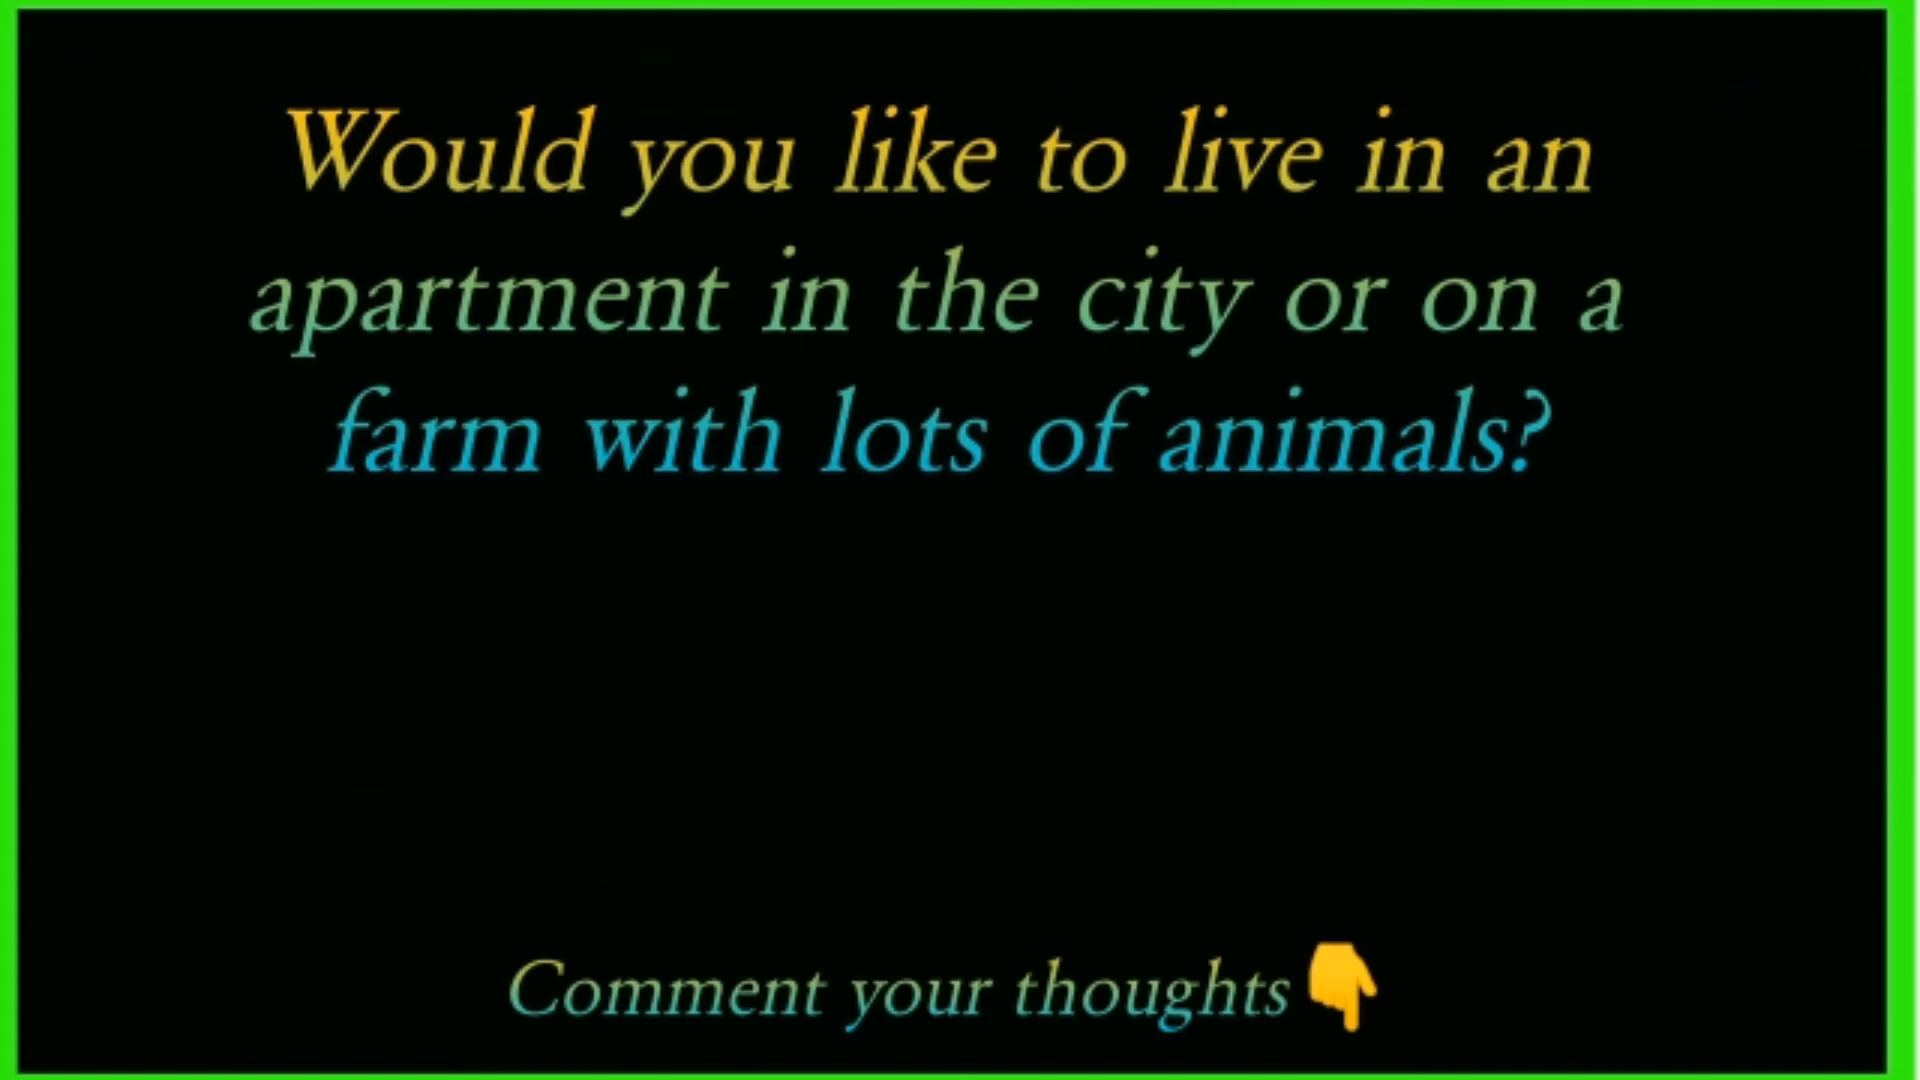 Would you like to live in an
apartment in the city or on a
farm with lots of animals?
Comment your thoughts👇